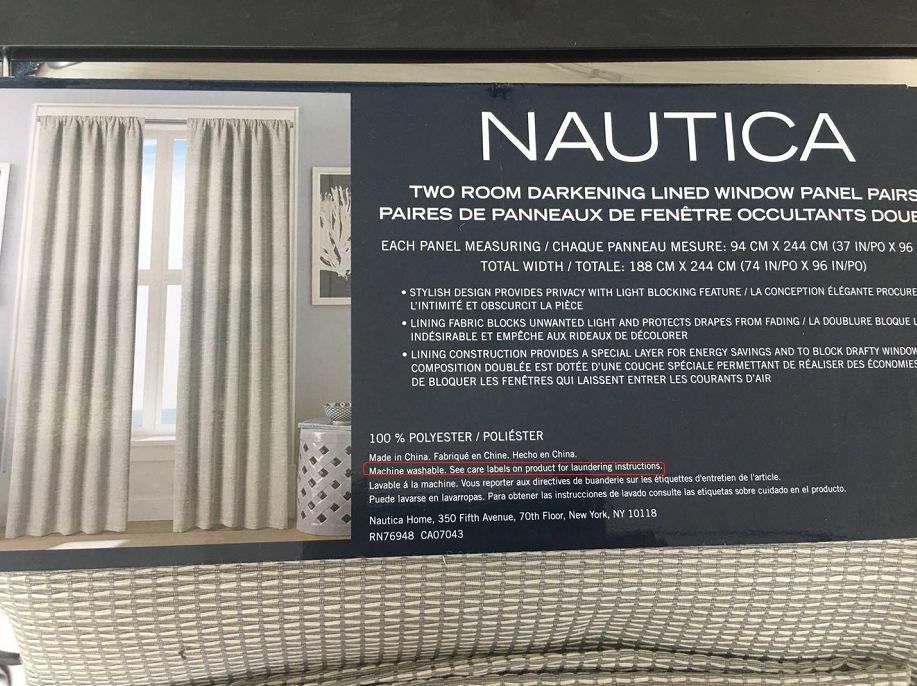 NAUTICA
TWO ROOM DARKENING LINED WINDOW PANEL PAIRS
PAIRES DE PANNEAUX DE FENÊTRE OCCULTANTS
EACH PANEL MEASURING / CHAQUE PANNEAU MESURE: 94 CM X 244 CM (37 IN/PO X 96
TOTAL WIDTH / TOTALE: 188 CM X 244 CM (74 IN/PO X 96 IN/PO)
• STYLISH DESIGN PROVIDES PRIVACY WITH LIGHT BLOCKING FEATURE / LA CONCEPTION ÉLÉGANTE PROCURE
L'INTIMITÉ ET OBSCURCIT LA PIÈCE
• LINING FABRIC BLOCKS UNWANTED LIGHT AND PROTECTS DRAPES FROM FADING / LA DOUBLURE BLOQUE
INDÉSIRABLE ET EMPÊCHE AUX RIDEAUX DE DÉCOLORER
• LINING CONSTRUCTION PROVIDES A SPECIAL LAYER FOR ENERGY SAVINGS AND TO BLOCK DRAFTY WINDOW
COMPOSITION DOUBLÉE EST DOTÉE D'UNE COUCHE SPÉCIALE PERMETTANT DE RÉALISER DES ÉCONOMIES
DE BLOQUER LES FENÊTRES QUI LAISSENT ENTRER LES COURANTS D'AIR
100 % POLYESTER / POLIÉSTER
Made in China. Fabriqué en Chine. Hecho en China.
Machine washable. See care labels on product for laundering instructions.
Lavable á la machine. Vous reporter aux directives de buanderie sur les étiquettes d'entretien de l'article.
Puede lavarse en lavarropas. Para obtener las instrucciones de lavado consulte las etiquetas sobre cuidado en el producto.
Nautica Home, 350 Fifth Avenue, 70th Floor, New York, NY 10118
RN76948 CA07043